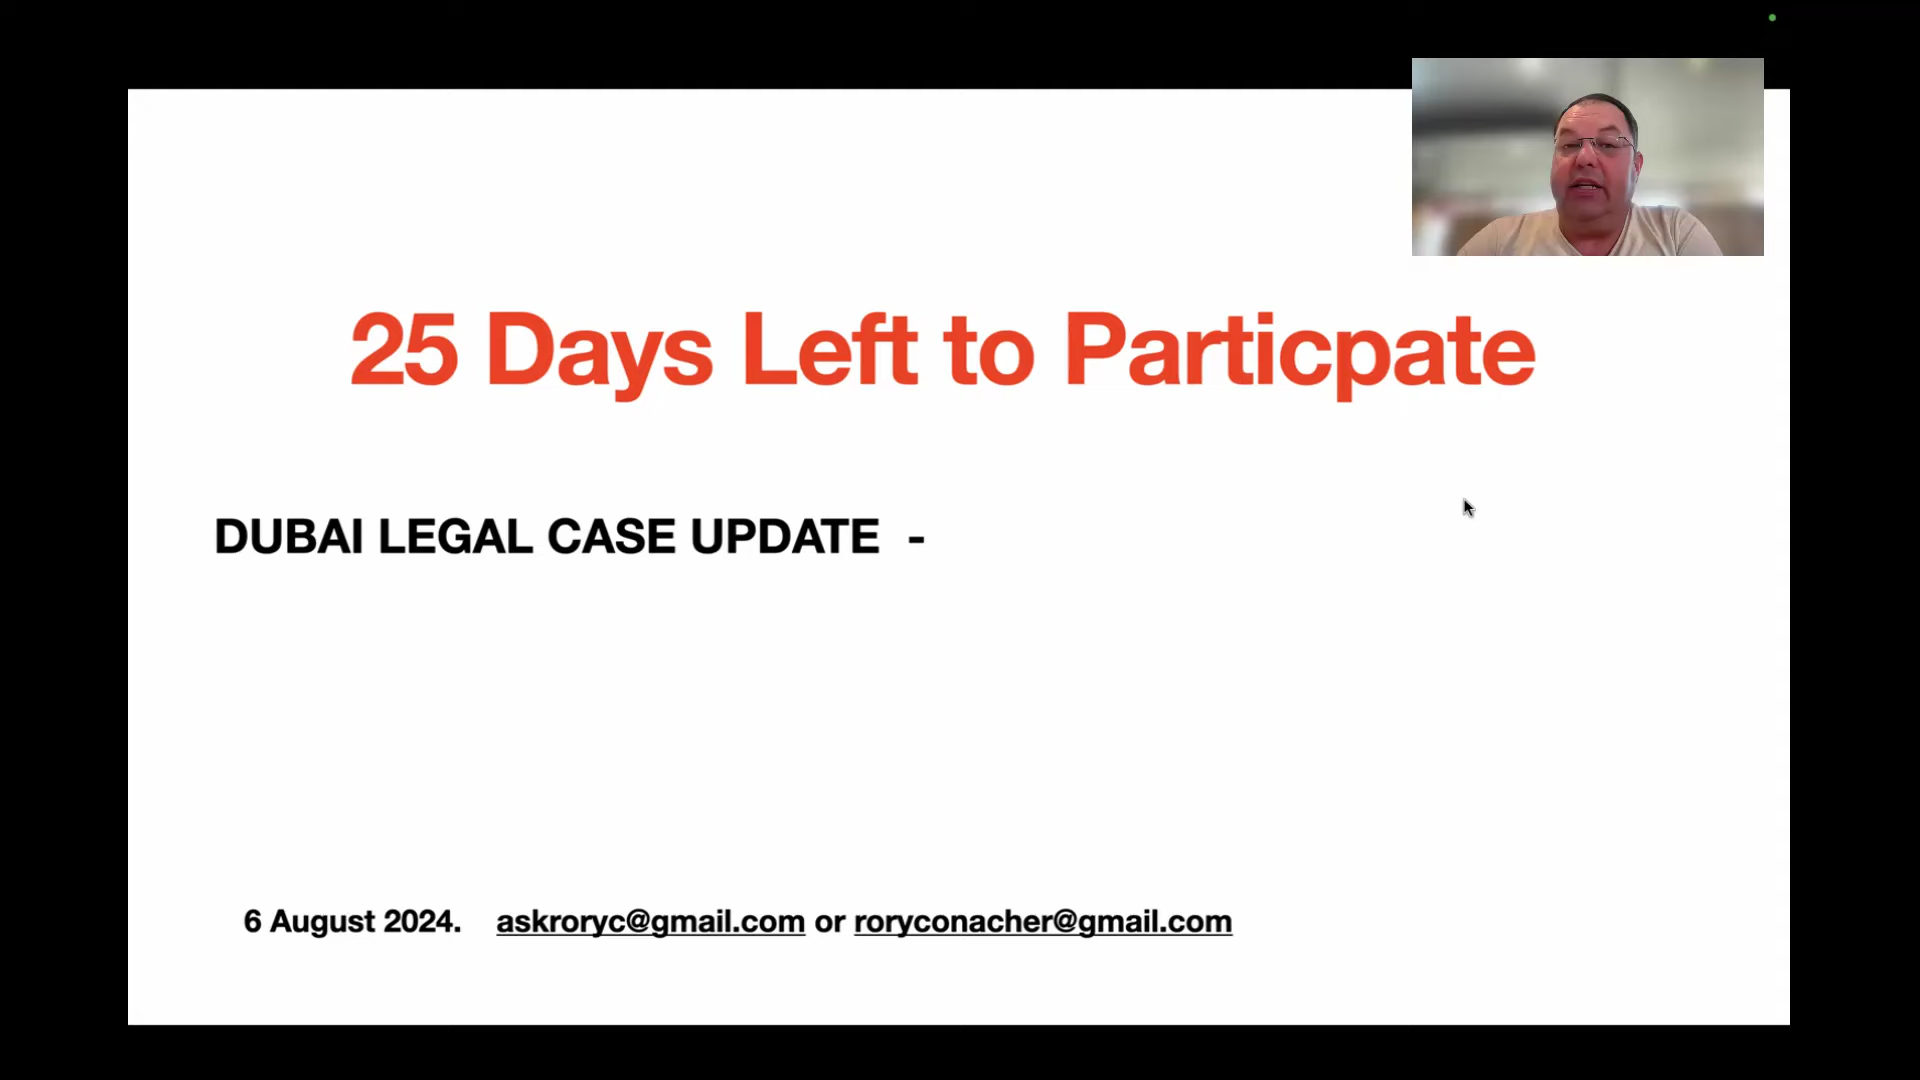 25 Days Left to Particpate
DUBAI LEGAL CASE UPDATE -
6 August 2024. askroryc@gmail.com or roryconacher@gmail.com